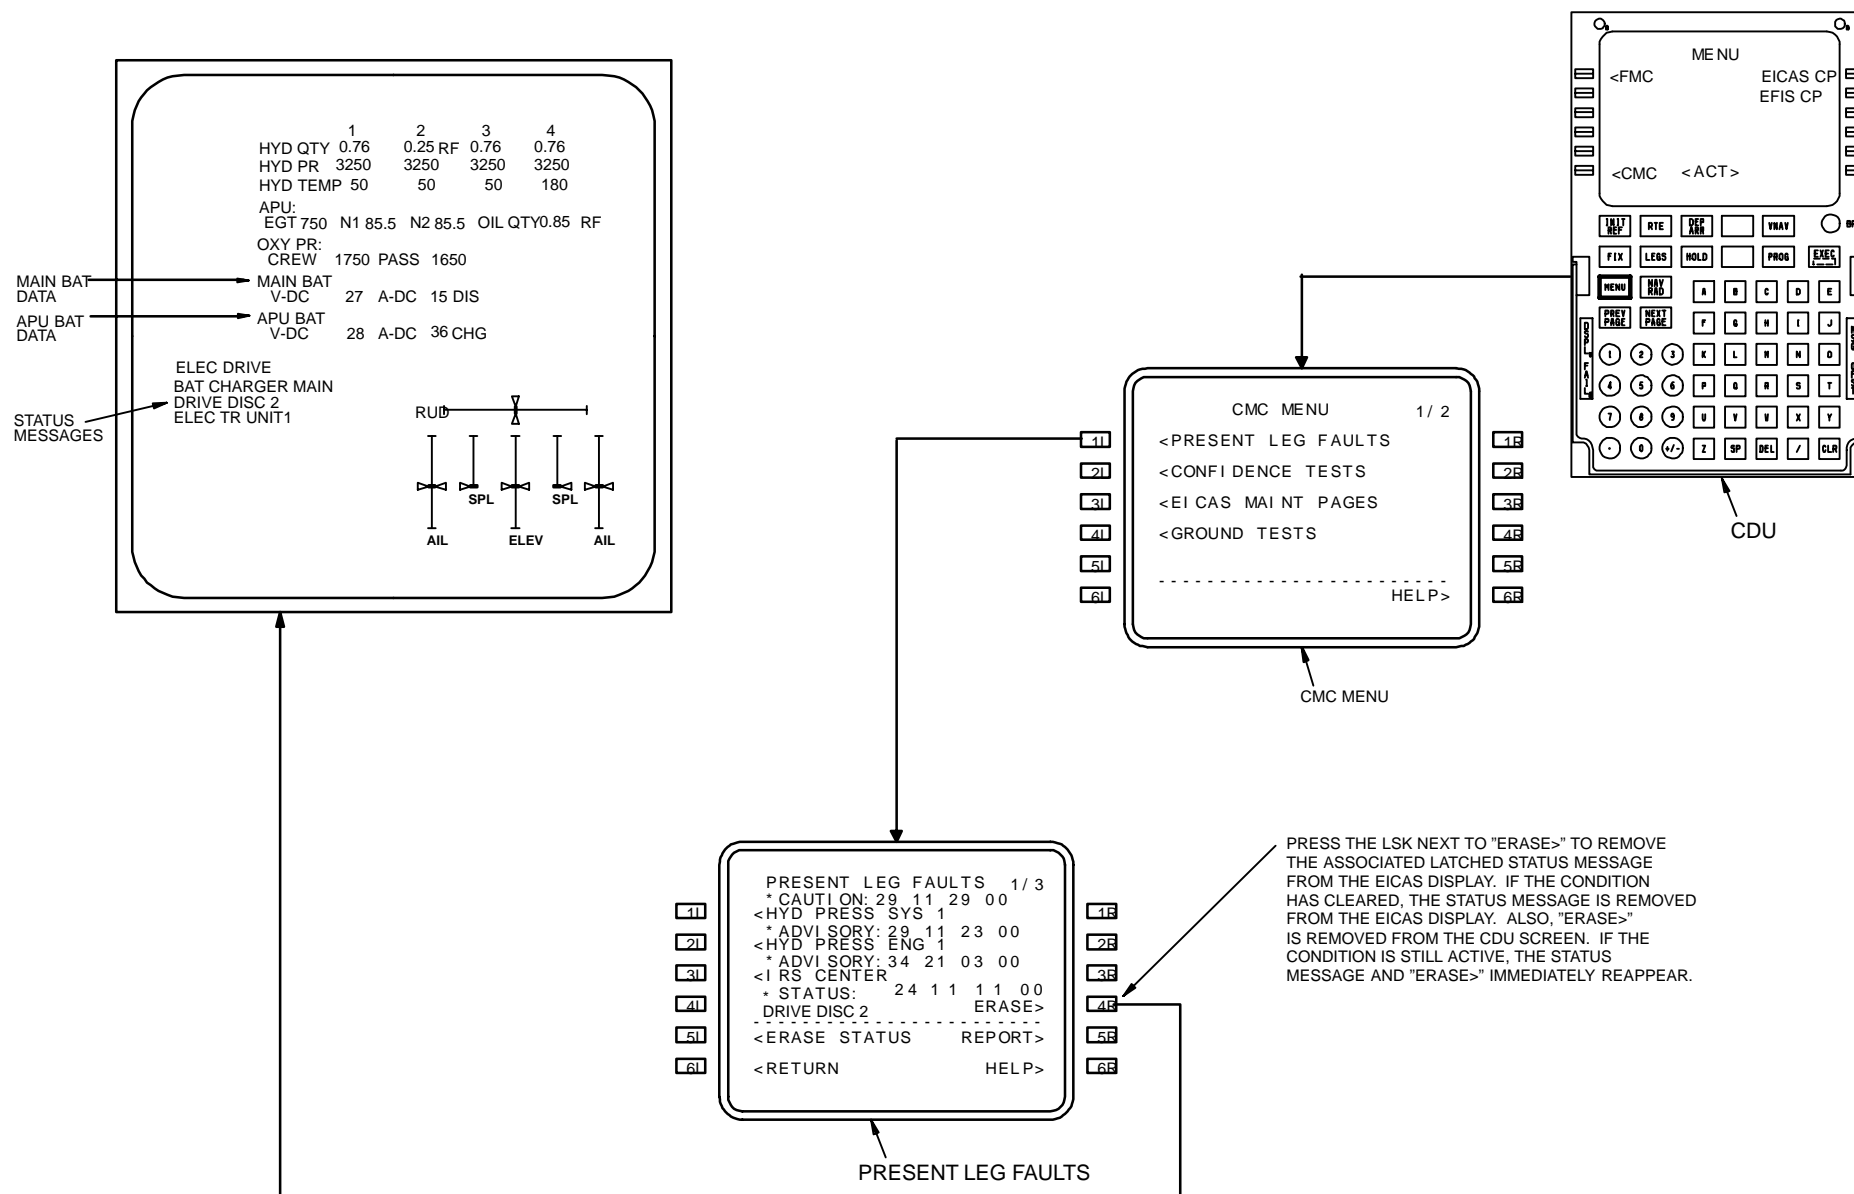 1 2 3 4
HYD QTY 0.76 0.25 RF 0.76 0.76
HYD PR 3250 3250 3250 3250
HYD TEMP 50 50 50 180
APU:
EGT 750 N1 85.5 N2 85.5 OIL QTY 0.85 RF
OXY PR:
CREW 1750 PASS 1650
MAIN BAT
V-DC 27 A-DC 15 DIS
APU BAT
V-DC 28 A-DC 36 CHG
MAIN BAT
DATA
APU BAT
DATA
ELEC DRIVE
BAT CHARGER MAIN
DRIVE DISC 2
ELEC TR UNIT1
STATUS
MESSAGES
RUD
SPL SPL
AIL ELEV AIL
MENU
<FMC EICAS CP
EFIS CP
<CMC <ACT>
INIT REF RTE DEP ARR VNAV
FIX LEGS HOLD PROG EXEC
MENU NAV RAD A B C D E
PREV PAGE NEXT PAGE F G H I J
1 2 3 K L M N O
4 5 6 P Q R S T
7 8 9 U V W X Y
. 0 +/- Z SP DEL / CLR
DSPL FAIL
CDU
CMC MENU 1/2
1L <PRESENT LEG FAULTS 1R
2L <CONFIDENCE TESTS 2R
3L <EICAS MAINT PAGES 3R
4L <GROUND TESTS 4R
5L 5R
------------------------
6L HELP> 6R
CMC MENU
PRESENT LEG FAULTS 1/3
* CAUTION: 29 11 29 00
1L <HYD PRESS SYS 1 1R
* ADVISORY: 29 11 23 00
2L <HYD PRESS ENG 1 2R
* ADVISORY: 34 21 03 00
3L <IRS CENTER 3R
* STATUS: 24 11 11 00
4L DRIVE DISC 2 ERASE> 4R
------------------------
5L <ERASE STATUS REPORT> 5R
6L <RETURN HELP> 6R
PRESENT LEG FAULTS
PRESS THE LSK NEXT TO "ERASE>" TO REMOVE
THE ASSOCIATED LATCHED STATUS MESSAGE
FROM THE EICAS DISPLAY. IF THE CONDITION
HAS CLEARED, THE STATUS MESSAGE IS REMOVED
FROM THE EICAS DISPLAY. ALSO, "ERASE>"
IS REMOVED FROM THE CDU SCREEN. IF THE
CONDITION IS STILL ACTIVE, THE STATUS
MESSAGE AND "ERASE>" IMMEDIATELY REAPPEAR.